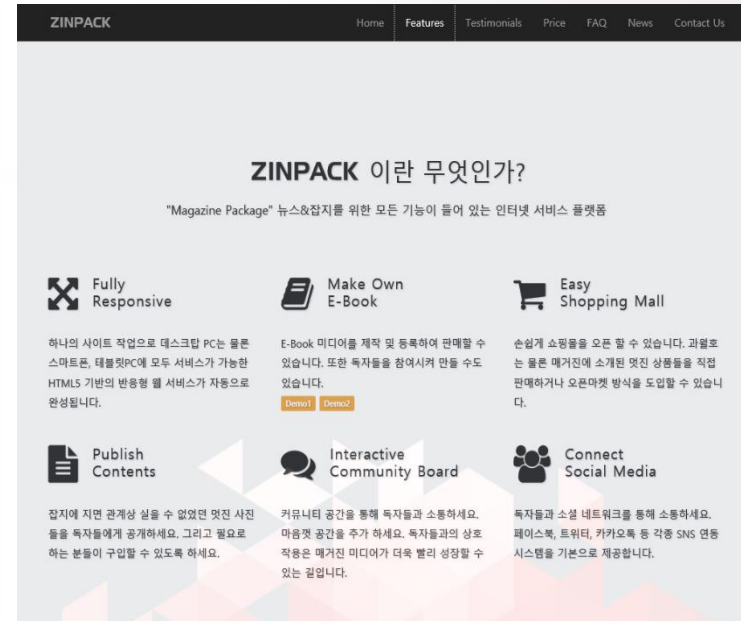 ZINPACK
Home Features Testimonials Price FAQ News Contact Us
ZINPACK 이란 무엇인가?
"Magazine Package" 뉴스&잡지를 위한 모든 기능이 들어 있는 인터넷 서비스 플랫폼
Fully
Responsive
하나의 사이트 작업으로 데스크탑 PC는 물론
스마트폰, 태블릿PC에 모두 서비스가 가능한
HTML5 기반의 반응형 웹 서비스가 자동으로
완성됩니다.
Make Own
E-Book
E-Book 미디어를 제작 및 등록하여 판매할 수
있습니다. 또한 독자들을 참여시켜 만들 수도
있습니다.
Demo1 Demo2
Easy
Shopping Mall
손쉽게 쇼핑몰을 오픈 할 수 있습니다. 과월호
는 물론 매거진에 소개된 멋진 상품들을 직접
판매하거나 오픈마켓 방식을 도입할 수 있습니
다.
Publish
Contents
잡지에 지면 관계상 실을 수 없었던 멋진 사진
들을 독자들에게 공개하세요. 그리고 필요로
하는 분들이 구입할 수 있도록 하세요.
Interactive
Community Board
커뮤니티 공간을 통해 독자들과 소통하세요.
마음껏 공간을 추가 하세요. 독자들과의 상호
작용은 매거진 미디어가 더욱 빨리 성장할 수
있는 길입니다.
Connect
Social Media
독자들과 소셜 네트워크를 통해 소통하세요.
페이스북, 트위터, 카카오톡 등 각종 SNS 연동
시스템을 기본으로 제공합니다.